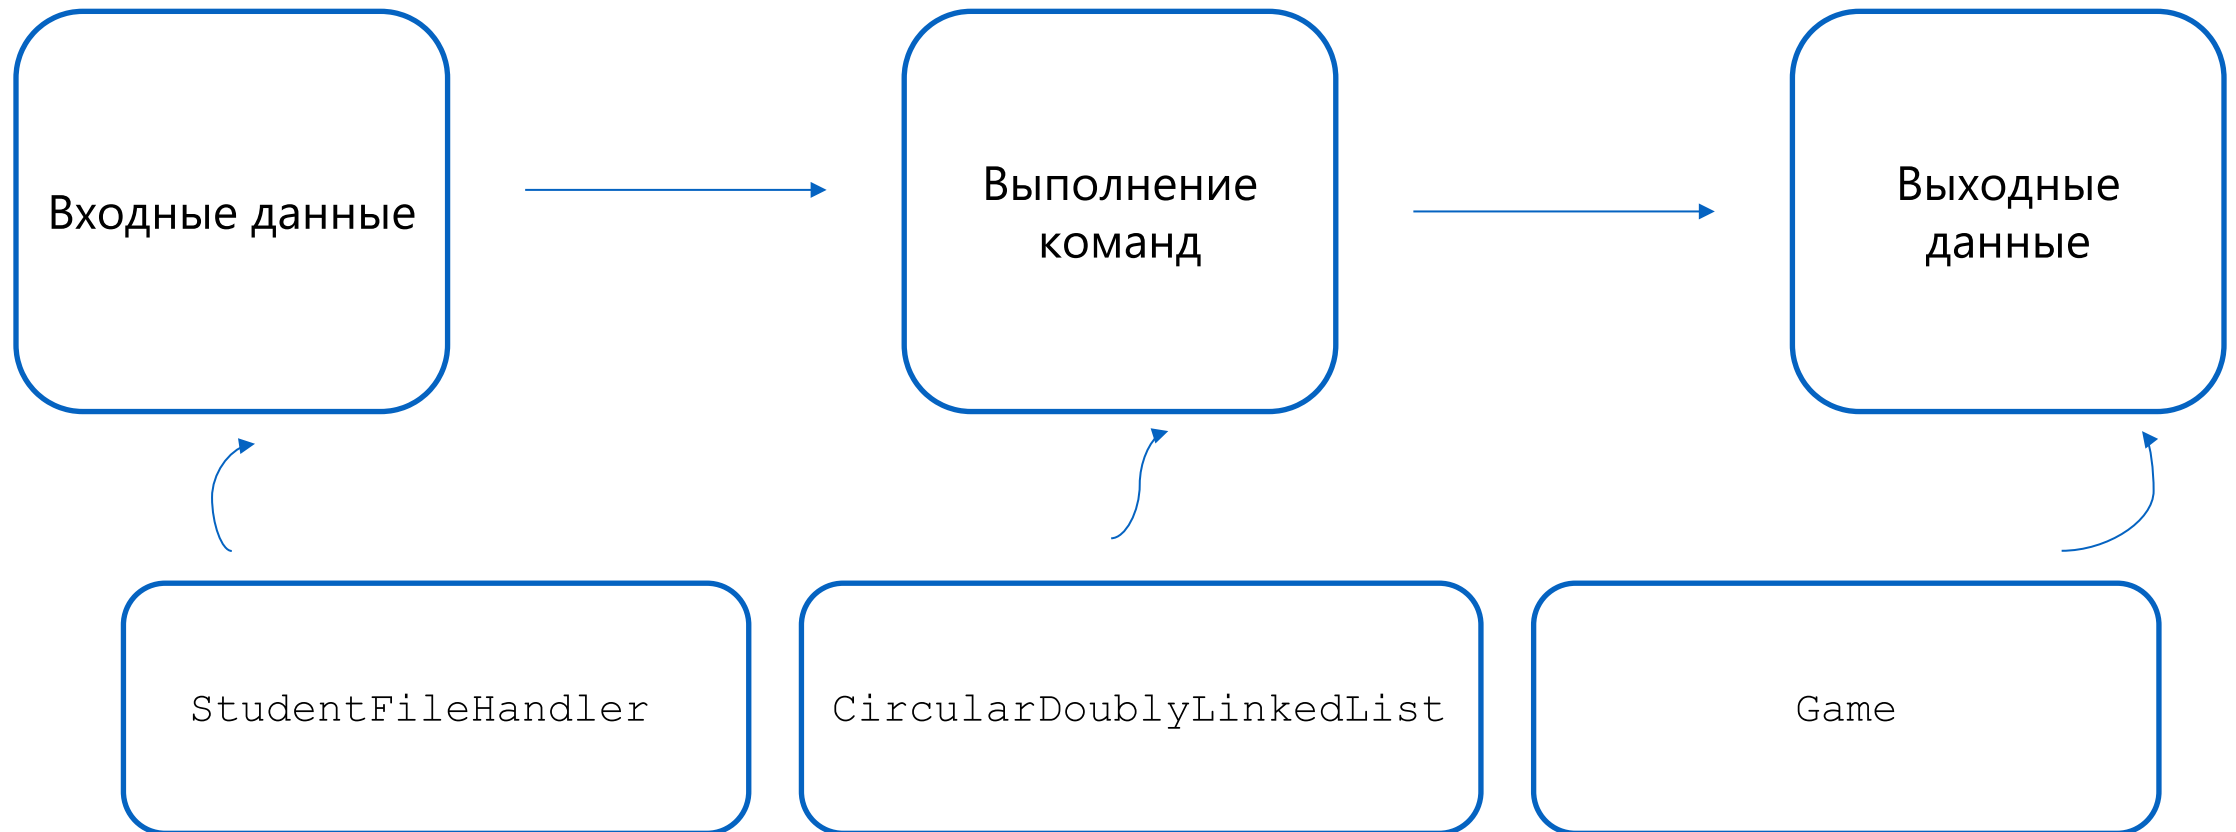 Входные данные
Выполнение
команд
Выходные
данные
StudentFileHandler
CircularDoublyLinkedList
Game